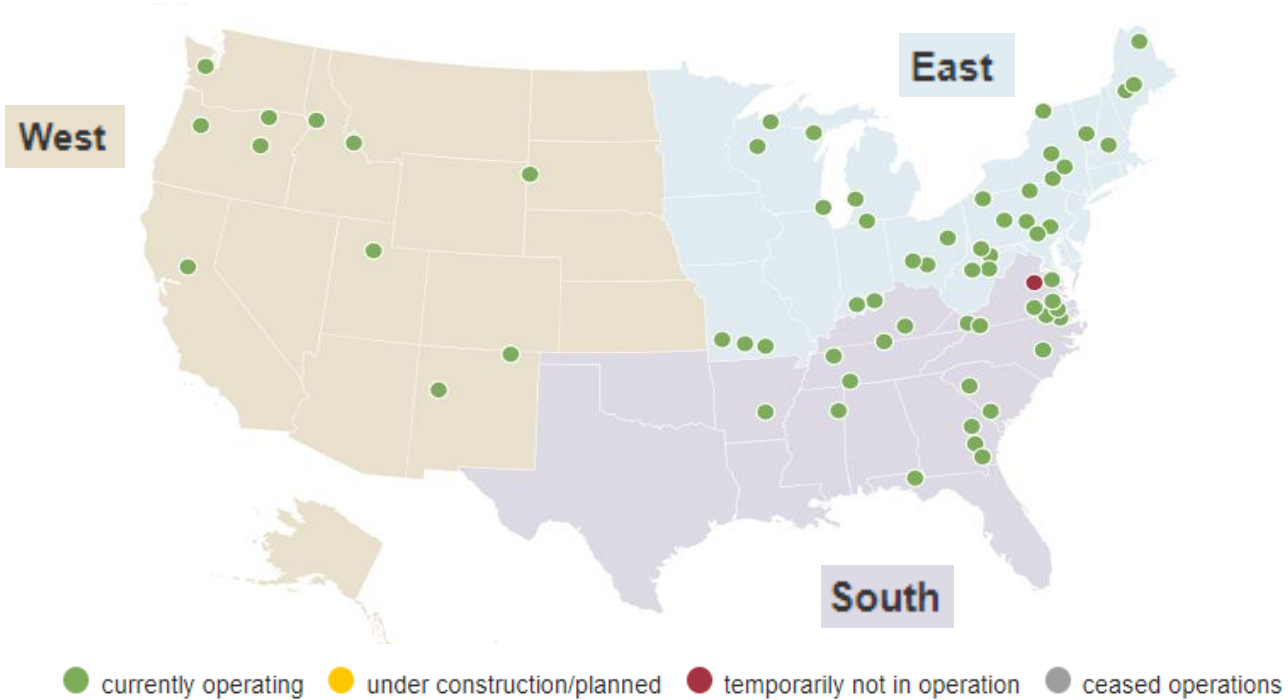 East
West
South
currently operating
under construction/planned
temporarily not in operation
ceased operations